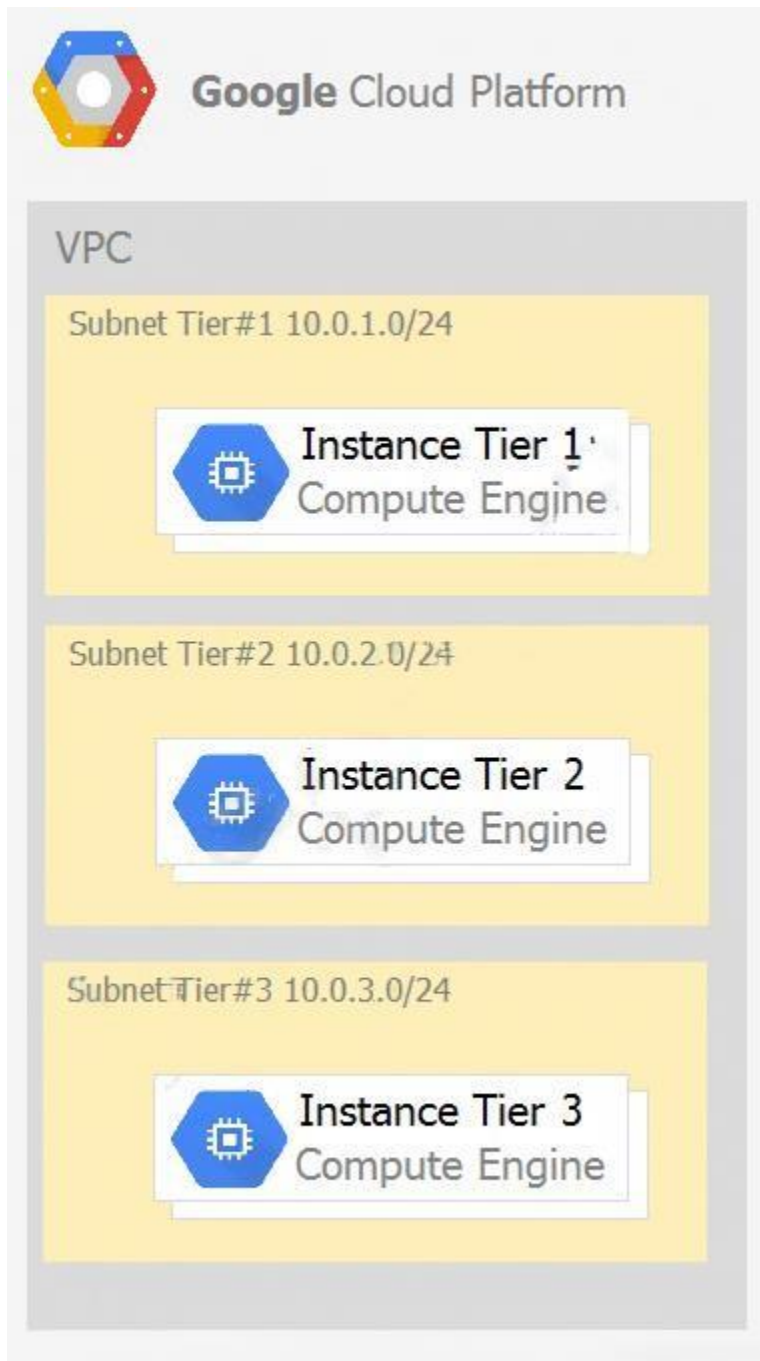 Google Cloud Platform
VPC
Subnet Tier#1 10.0.1.0/24
Instance Tier 1
Compute Engine
Subnet Tier#2 10.0.2.0/24
Instance Tier 2
Compute Engine
Subnet Tier#3 10.0.3.0/24
Instance Tier 3
Compute Engine